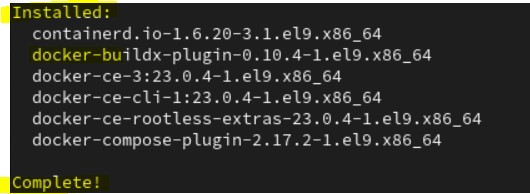 Installed:
containerd.io-1.6.20-3.1.el9.x86_64
docker-buildx-plugin-0.10.4-1.el9.x86_64
docker-ce-3:23.0.4-1.el9.x86_64
docker-ce-cli-1:23.0.4-1.el9.x86_64
docker-ce-rootless-extras-23.0.4-1.el9.x86_64
docker-compose-plugin-2.17.2-1.el9.x86_64
Complete!